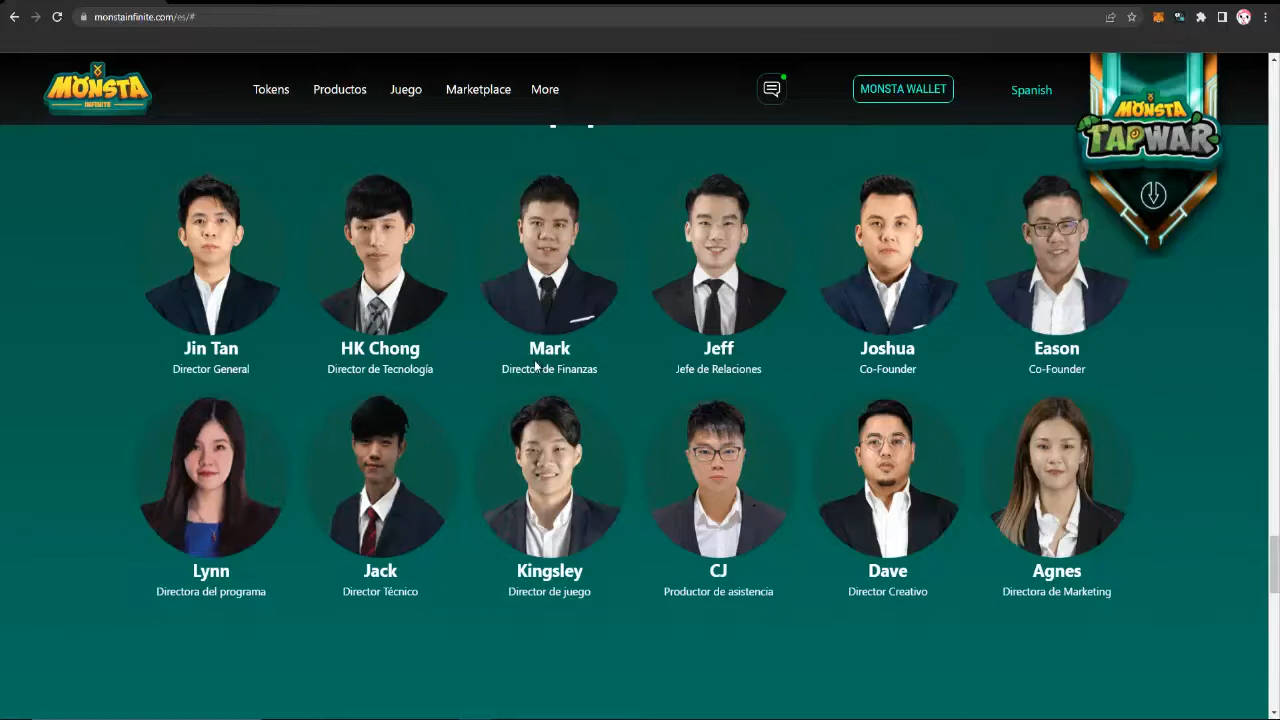 monstainfinite.com/es/#
MONSTA
INFINITE
Tokens
Productos
Juego
Marketplace
More
MONSTA WALLET
Spanish
MONSTA
TAPWAR
Jin Tan
Director General
HK Chong
Director de Tecnología
Mark
Director de Finanzas
Jeff
Jefe de Relaciones
Joshua
Co-Founder
Eason
Co-Founder
Lynn
Directora del programa
Jack
Director Técnico
Kingsley
Director de juego
CJ
Productor de asistencia
Dave
Director Creativo
Agnes
Directora de Marketing